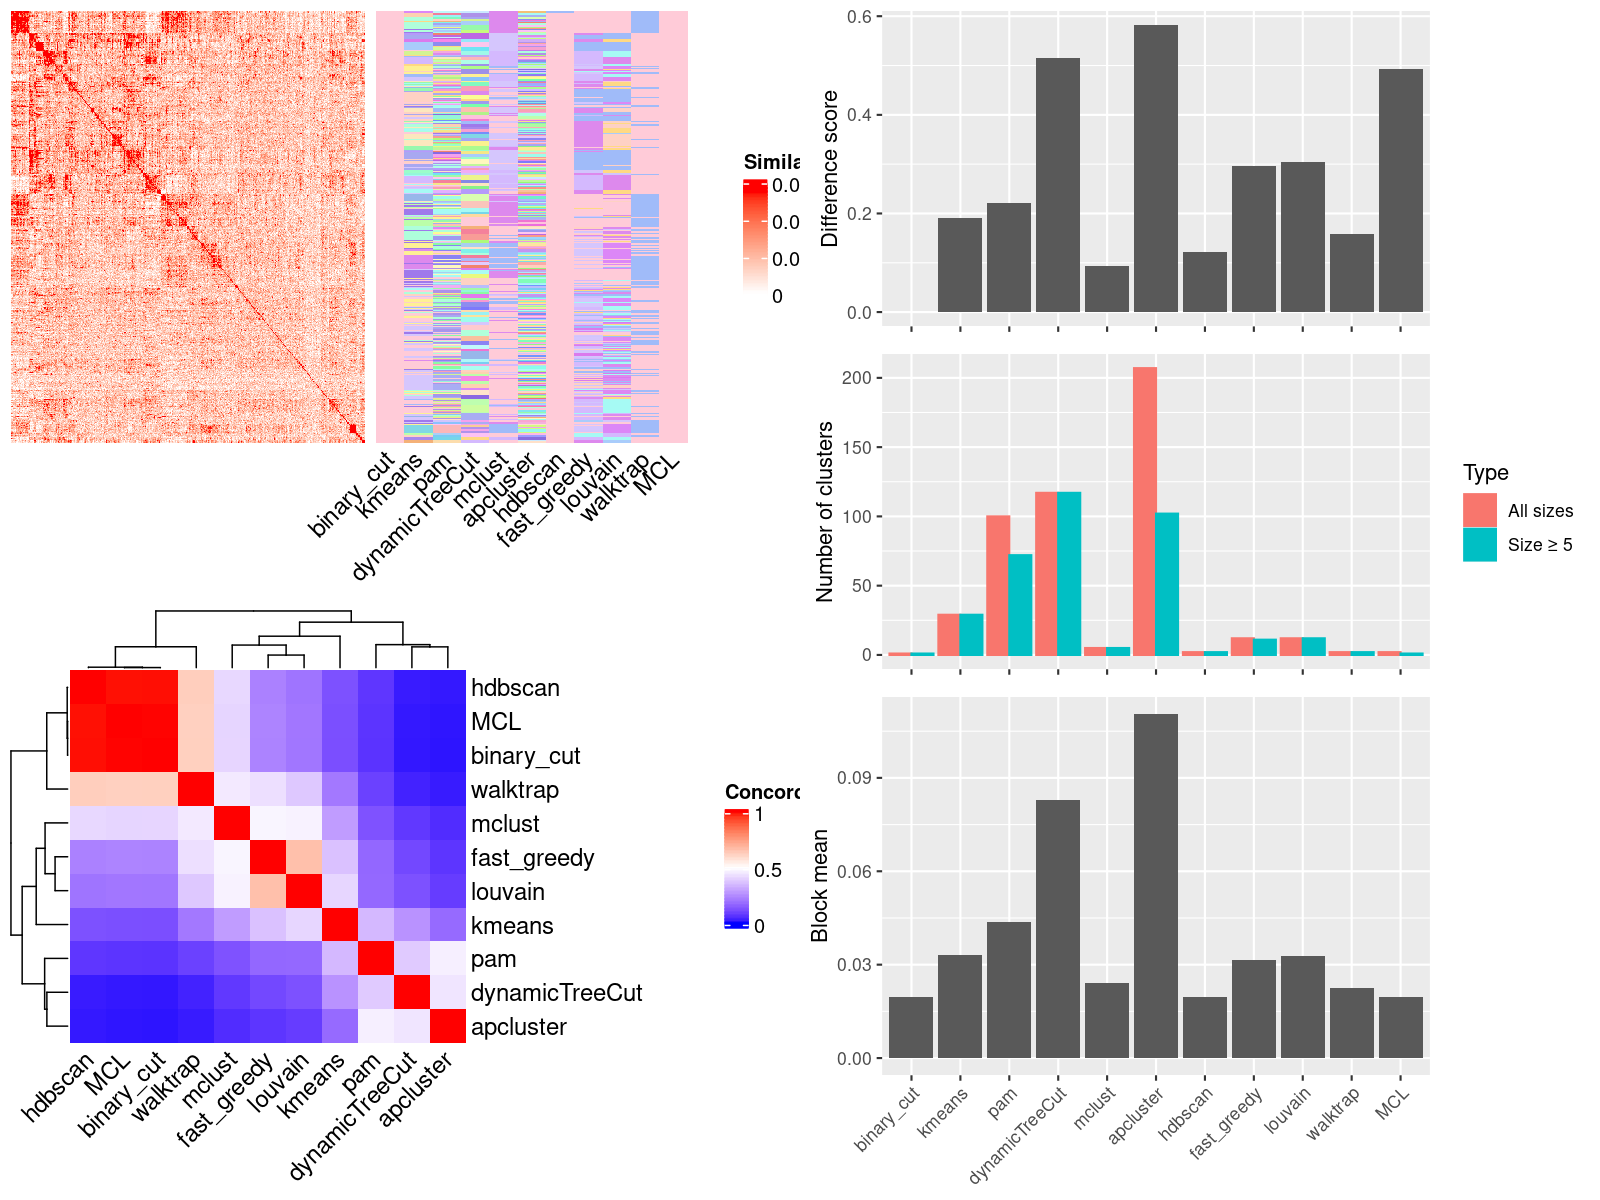 Simila
0.0
0.0
0.0
0
binary_cut
kmeans
pam
dynamicTreeCut
mclust
apcluster
hdbscan
fast_greedy
louvain
walktrap
MCL
hdbscan
MCL
binary_cut
walktrap
mclust
fast_greedy
louvain
kmeans
pam
dynamicTreeCut
apcluster
Concord
1
0.5
0
hdbscan
MCL
binary_cut
walktrap
mclust
fast_greedy
louvain
kmeans
pam
dynamicTreeCut
apcluster
Difference score
0.6
0.4
0.2
0.0
Number of clusters
200
150
100
50
0
Type
All sizes
Size ≥ 5
Block mean
0.09
0.06
0.03
0.00
binary_cut
kmeans
pam
dynamicTreeCut
mclust
apcluster
hdbscan
fast_greedy
louvain
walktrap
MCL